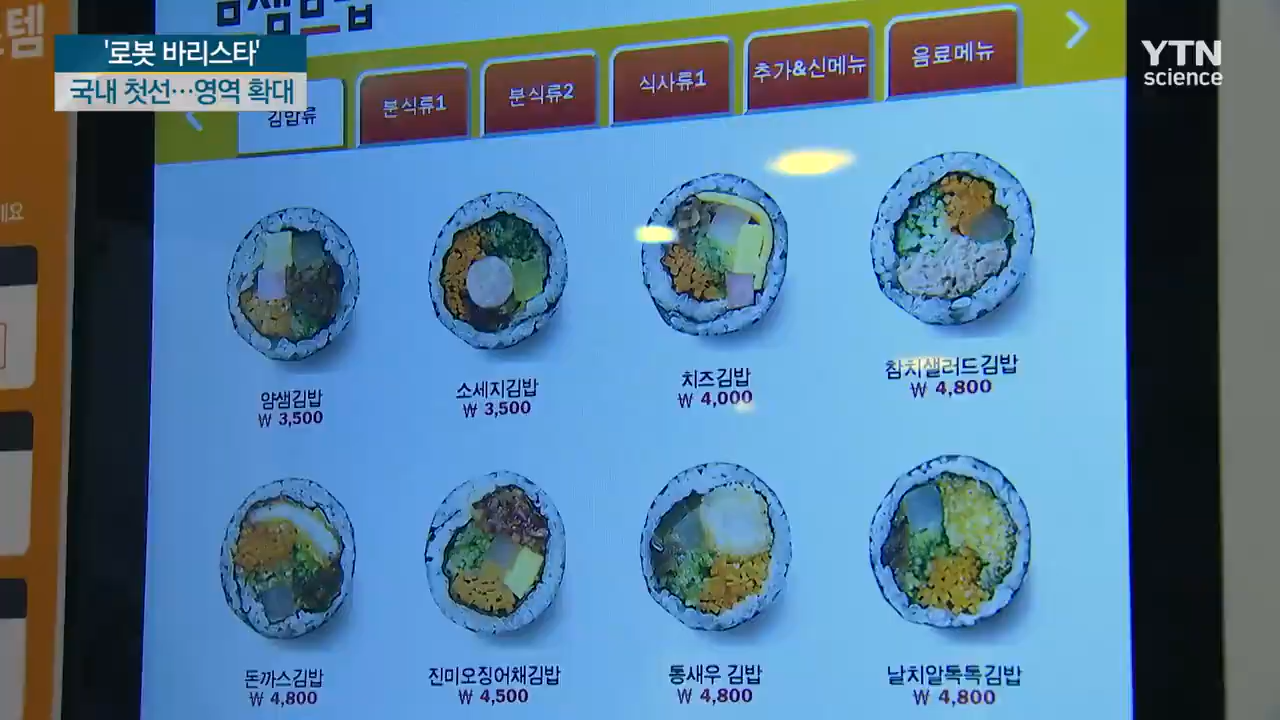 '로봇 바리스타'
국내 첫선…영역 확대
YTN
science
김밥류
분식류1
분식류2
식사류1
추가&신메뉴
음료메뉴
얌샘김밥
₩ 3,500
소세지김밥
₩ 3,500
치즈김밥
₩ 4,000
참치샐러드김밥
₩ 4,800
돈까스김밥
₩ 4,800
진미오징어채김밥
₩ 4,500
통새우 김밥
₩ 4,800
날치알톡톡김밥
₩ 4,800